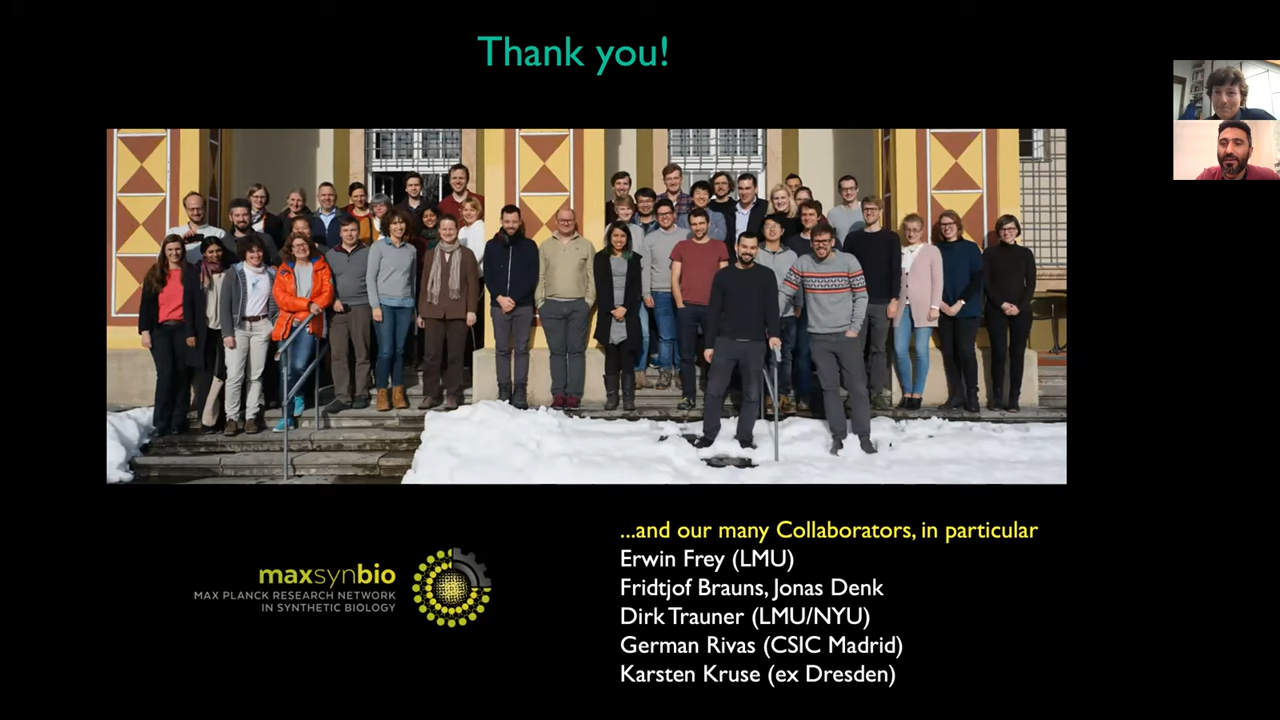 Thank you!
...and our many Collaborators, in particular
Erwin Frey (LMU)
Fridtjof Brauns, Jonas Denk
Dirk Trauner (LMU/NYU)
German Rivas (CSIC Madrid)
Karsten Kruse (ex Dresden)
maxsynbio
MAX PLANCK RESEARCH NETWORK
IN SYNTHETIC BIOLOGY